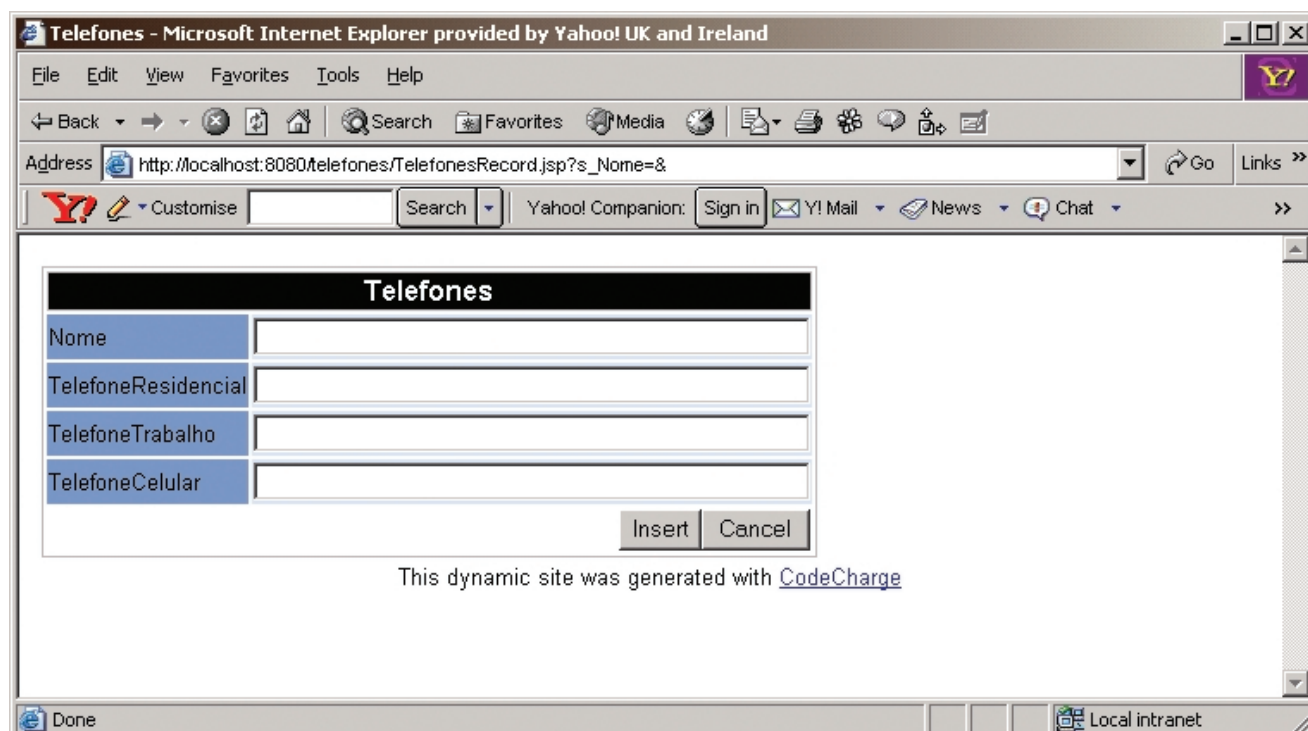 Telefones - Microsoft Internet Explorer provided by Yahoo! UK and Ireland
File Edit View Favorites Tools Help
Back Search Favorites Media
Address http://localhost:8080/telefones/TelefonesRecord.jsp?s_Nome=& Go Links »
Y! Customise Search Yahoo! Companion: Sign in Y! Mail News Chat »
Telefones
Nome
TelefoneResidencial
TelefoneTrabalho
TelefoneCelular
Insert Cancel
This dynamic site was generated with CodeCharge
Done Local intranet